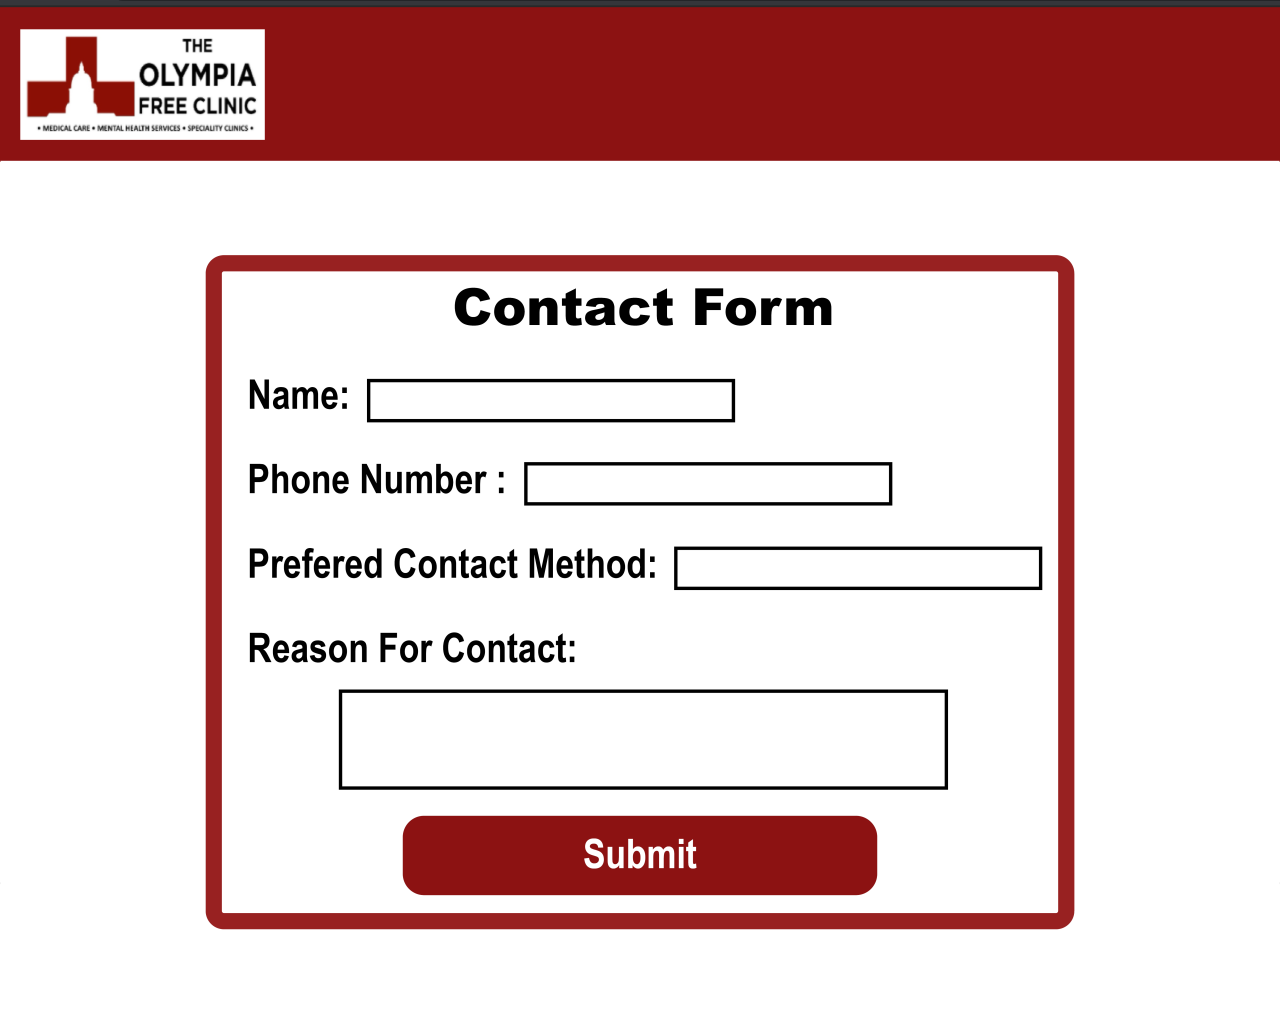 THE
OLYMPIA
FREE CLINIC
• MEDICAL CARE • MENTAL HEALTH SERVICES • SPECIALITY CLINICS •
Contact Form
Name:
Phone Number :
Prefered Contact Method:
Reason For Contact:
Submit